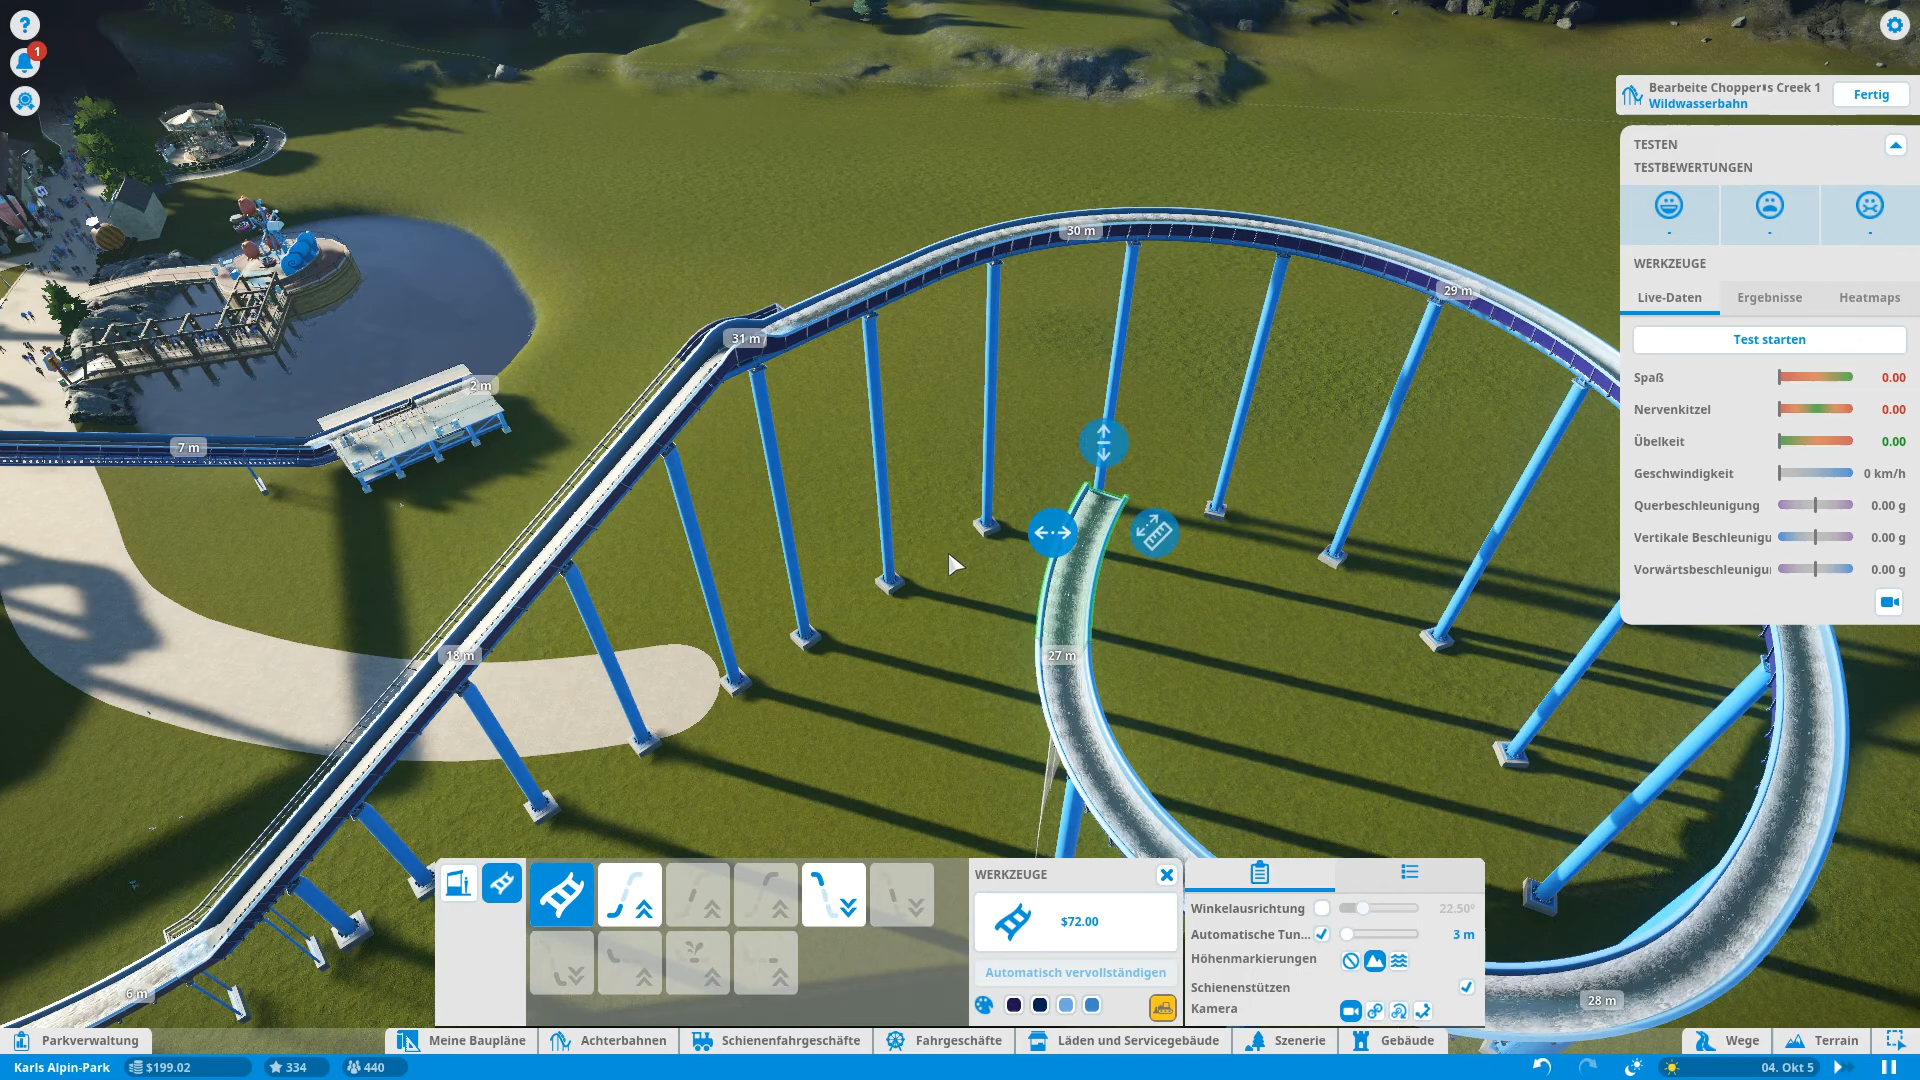 ?
1
Bearbeite Chopper's Creek 1
Wildwasserbahn
Fertig
TESTEN
TESTBEWERTUNGEN
- - -
WERKZEUGE
Live-Daten Ergebnisse Heatmaps
Test starten
Spaß 0.00
Nervenkitzel 0.00
Übelkeit 0.00
Geschwindigkeit 0 km/h
Querbeschleunigung 0.00 g
Vertikale Beschleunigu 0.00 g
Vorwärtsbeschleunigu 0.00 g
30 m
29 m
31 m
2 m
7 m
27 m
18 m
6 m
28 m
WERKZEUGE
$72.00
Automatisch vervollständigen
Winkelausrichtung 22.50°
Automatische Tun... 3 m
Höhenmarkierungen
Schienenstützen
Kamera
Parkverwaltung Meine Baupläne Achterbahnen Schienenfahrgeschäfte Fahrgeschäfte Läden und Servicegebäude Szenerie Gebäude Wege Terrain
Karls Alpin-Park $199.02 334 440 04. Okt 5